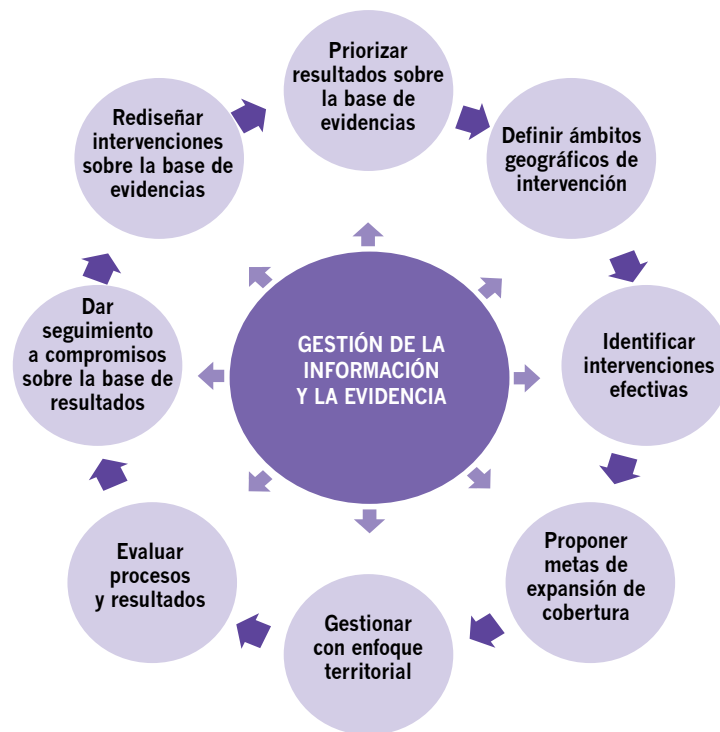 Priorizar
resultados sobre
la base de
evidencias
Definir ámbitos
geográficos de
intervención
Identificar
intervenciones
efectivas
Proponer
metas de
expansión de
cobertura
Gestionar
con enfoque
territorial
Evaluar
procesos
y resultados
Dar
seguimiento
a compromisos
sobre la base de
resultados
Rediseñar
intervenciones
sobre la base de
evidencias
GESTIÓN DE LA
INFORMACIÓN
Y LA EVIDENCIA